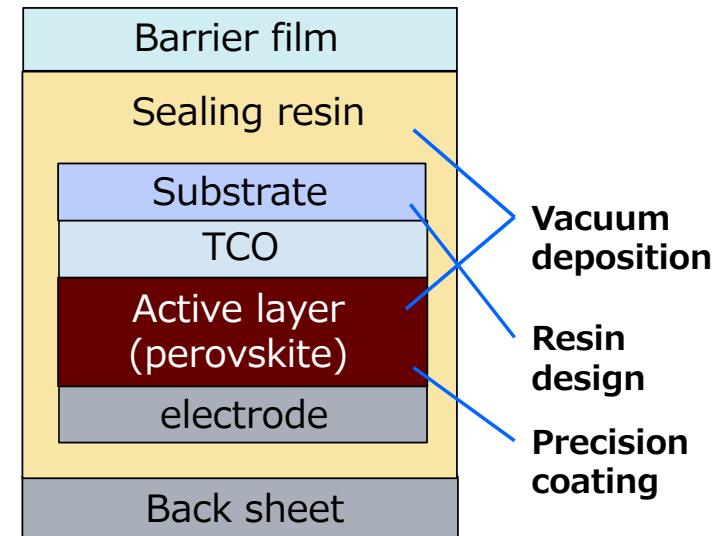 Barrier film
Sealing resin
Substrate
TCO
Active layer
(perovskite)
electrode
Back sheet
Vacuum
deposition
Resin
design
Precision
coating